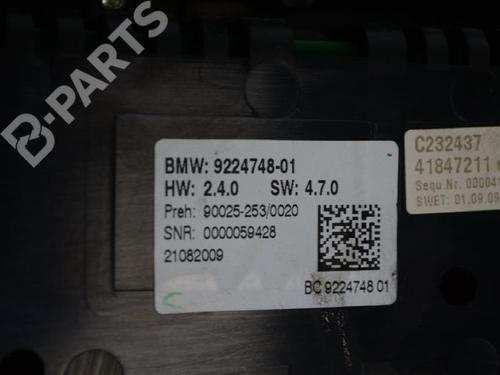 B-PARTS
BMW: 9224748-01
HW: 2.4.0 SW: 4.7.0
Preh: 90025-253/0020
SNR: 0000059428
21082009
BC 9224748 01
C232437
41847211
Sequ.Nr. 000041
SWET: 01.09.09